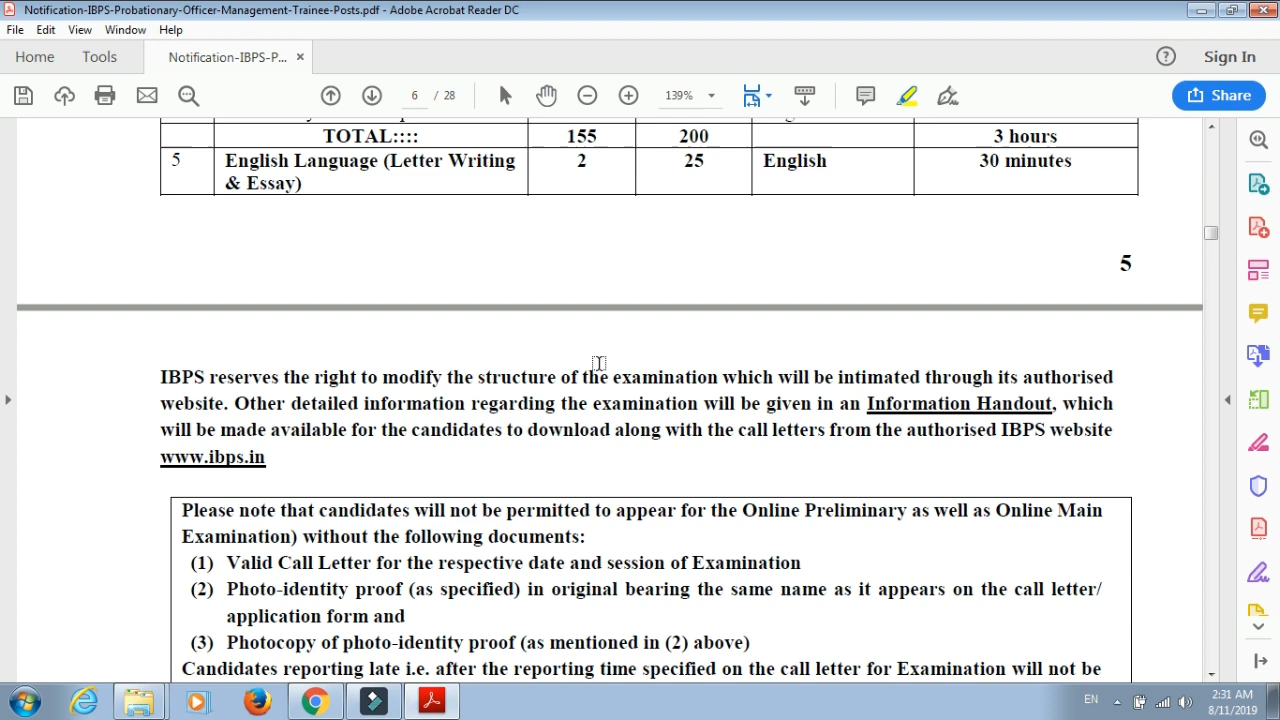 Notification-IBPS-Probationary-Officer-Management-Trainee-Posts.pdf - Adobe Acrobat Reader DC
File Edit View Window Help
Home Tools Notification-IBPS-P... × Sign In
6 / 28 139% Share
TOTAL:::: 155 200 3 hours
5 English Language (Letter Writing 2 25 English 30 minutes
& Essay)
5
IBPS reserves the right to modify the structure of the examination which will be intimated through its authorised
website. Other detailed information regarding the examination will be given in an Information Handout, which
will be made available for the candidates to download along with the call letters from the authorised IBPS website
www.ibps.in
Please note that candidates will not be permitted to appear for the Online Preliminary as well as Online Main
Examination) without the following documents:
(1) Valid Call Letter for the respective date and session of Examination
(2) Photo-identity proof (as specified) in original bearing the same name as it appears on the call letter/
application form and
(3) Photocopy of photo-identity proof (as mentioned in (2) above)
Candidates reporting late i.e. after the reporting time specified on the call letter for Examination will not be
EN 2:31 AM
8/11/2019